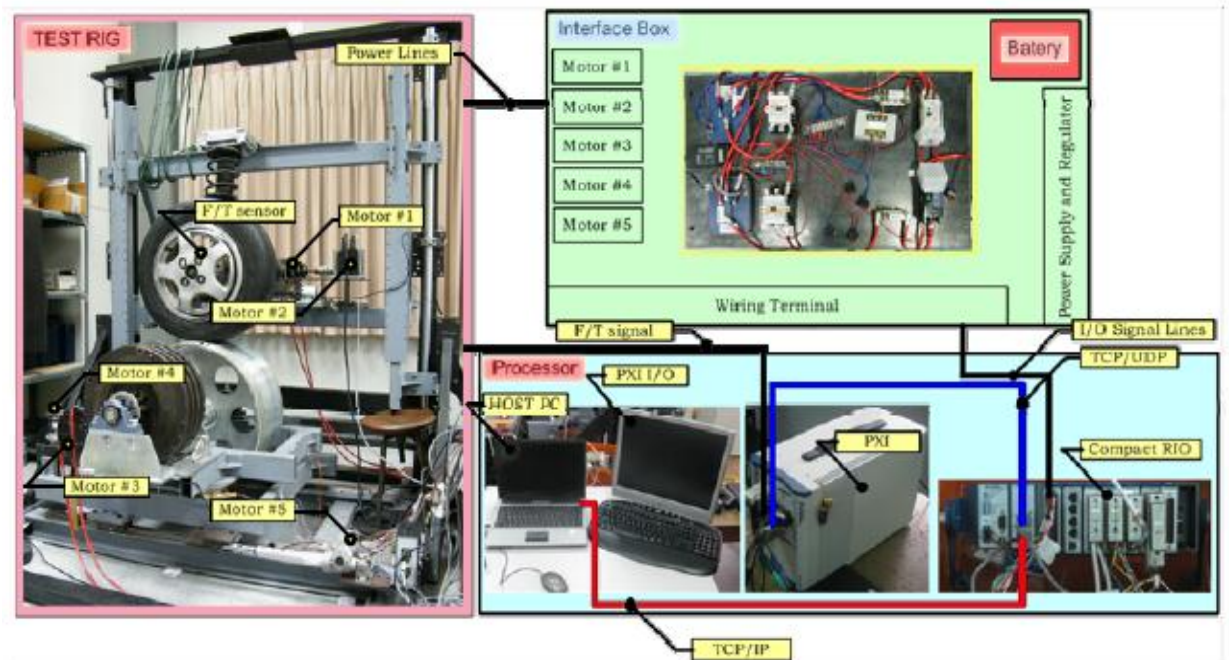 TEST RIG
Power Lines
F/T sensor
Motor #1
Motor #2
Motor #4
Motor #3
Motor #5
Interface Box
Batery
Motor #1
Motor #2
Motor #3
Motor #4
Motor #5
Power Supply and Regulater
Wiring Terminal
F/T signal
I/O Signal Lines
TCP/UDP
Processor
PXI I/O
HOST PC
PXI
Compact RIO
TCP/IP